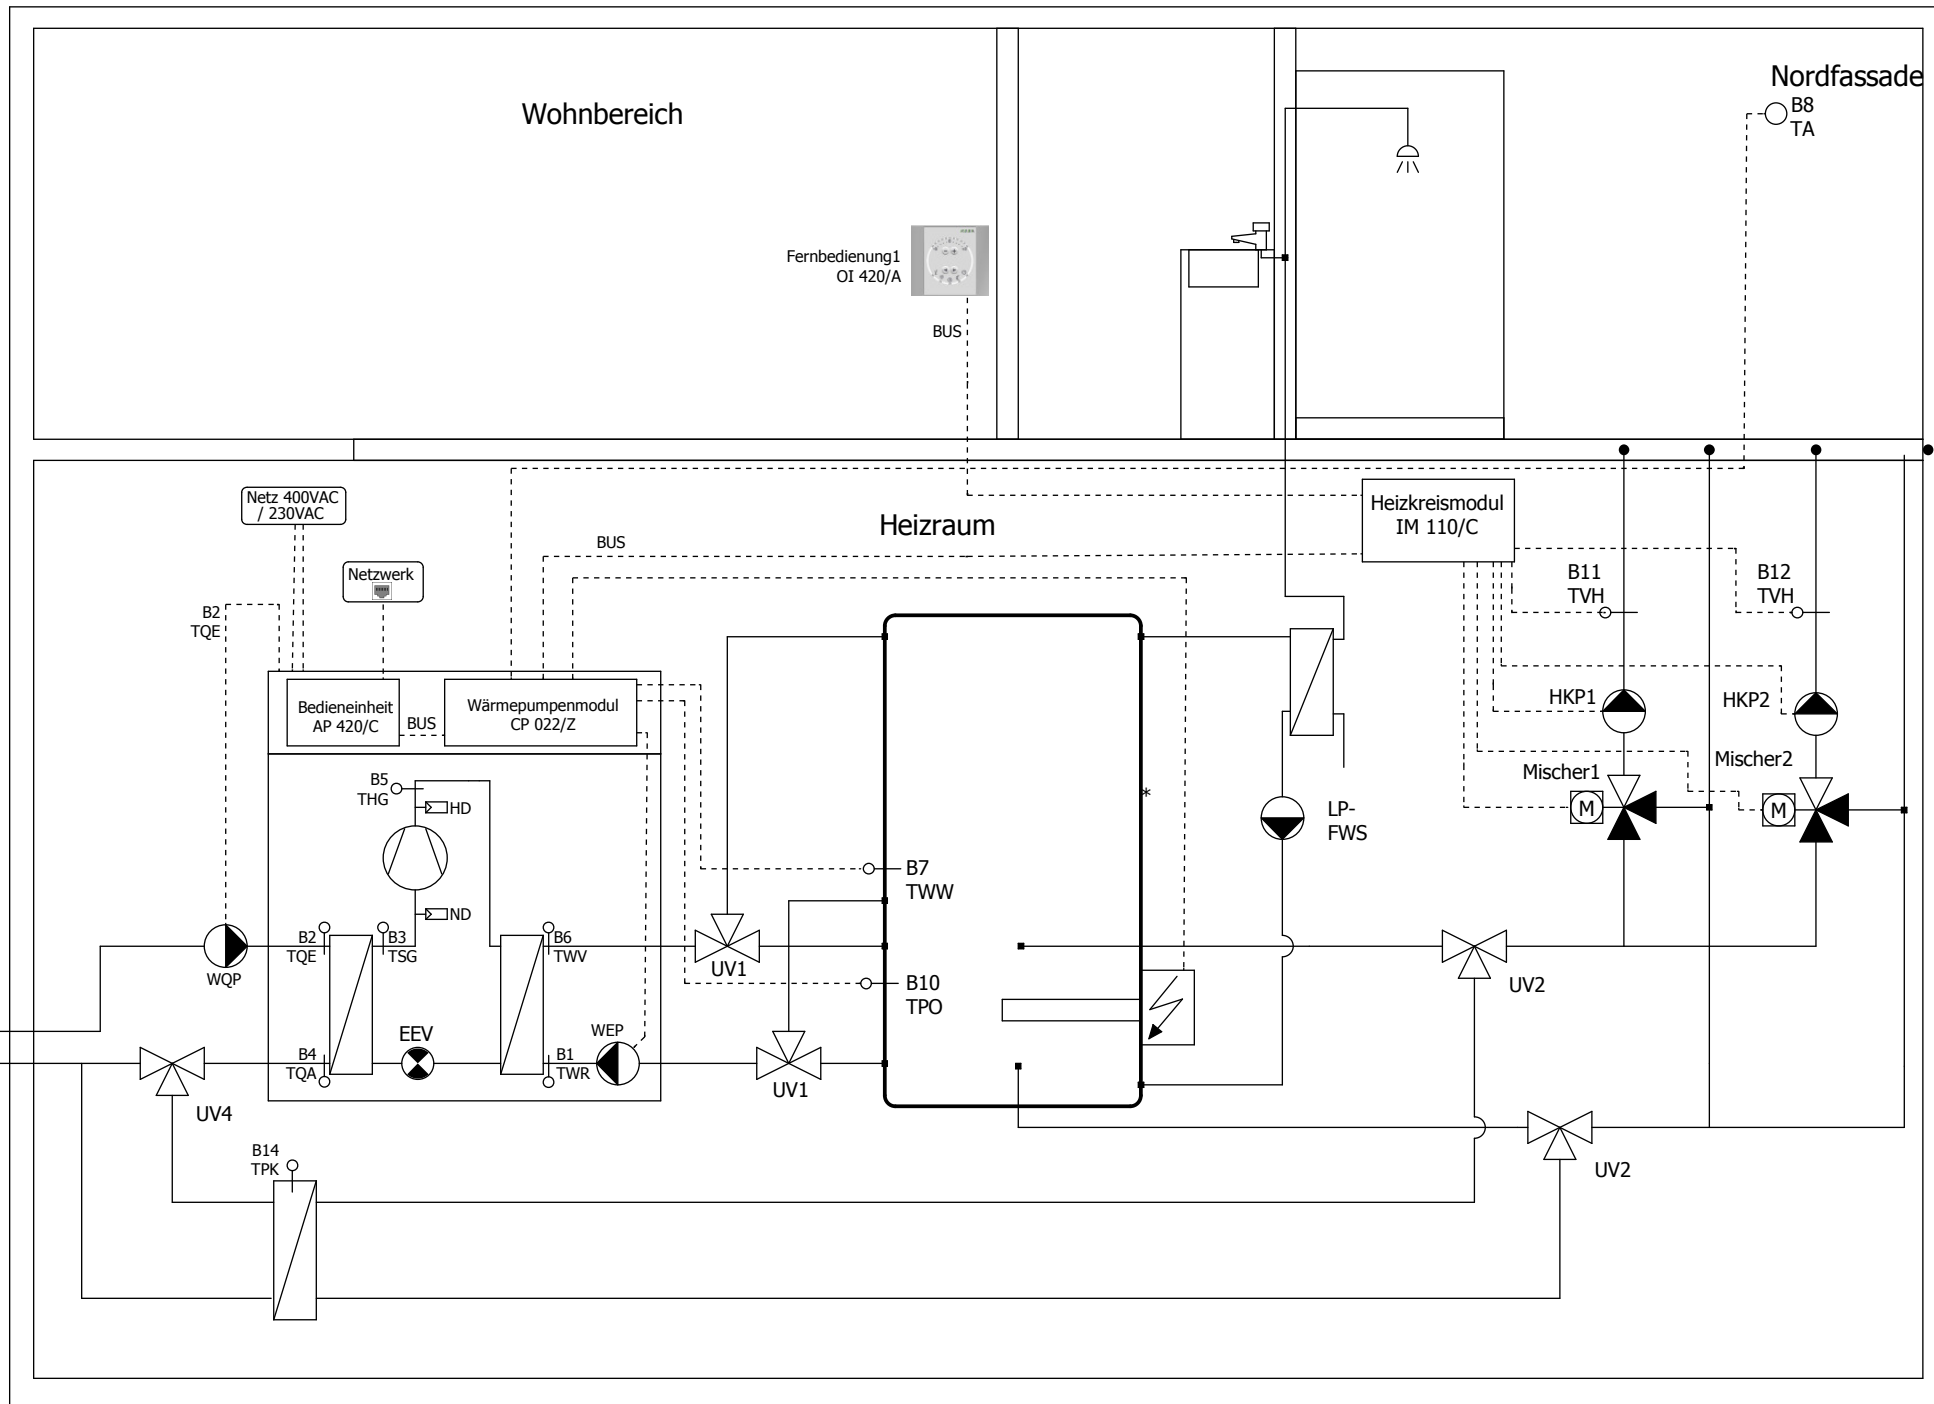 Nordfassade
Wohnbereich
B8
TA
Fernbedienung1
OI 420/A
BUS
Netz 400VAC
/ 230VAC
Heizkreismodul
IM 110/C
Heizraum
BUS
Netzwerk
B11
TVH
B12
TVH
B2
TQE
Bedieneinheit
AP 420/C
BUS
Wärmepumpenmodul
CP 022/Z
HKP1
HKP2
Mischer1
Mischer2
M
M
B5
THG
HD
*
LP-
FWS
B7
TWW
ND
B2
TQE
B3
TSG
B6
TWV
WQP
UV1
B10
TPO
UV2
EEV
WEP
B4
TQA
B1
TWR
UV1
UV4
B14
TPK
UV2